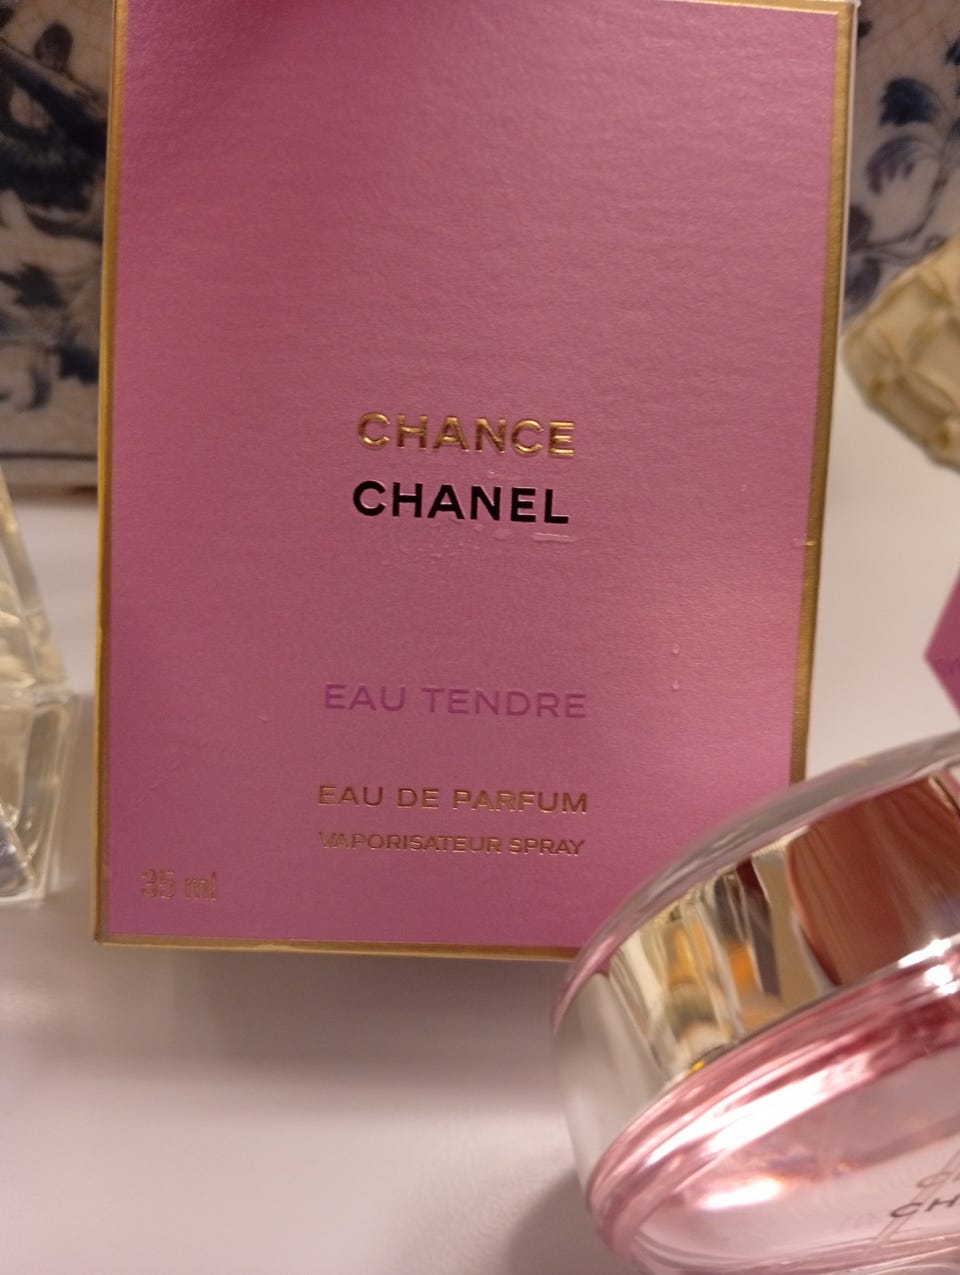 CHANCE
CHANEL
EAU TENDRE
EAU DE PARFUM
VAPORISATEUR SPRAY
35 ml